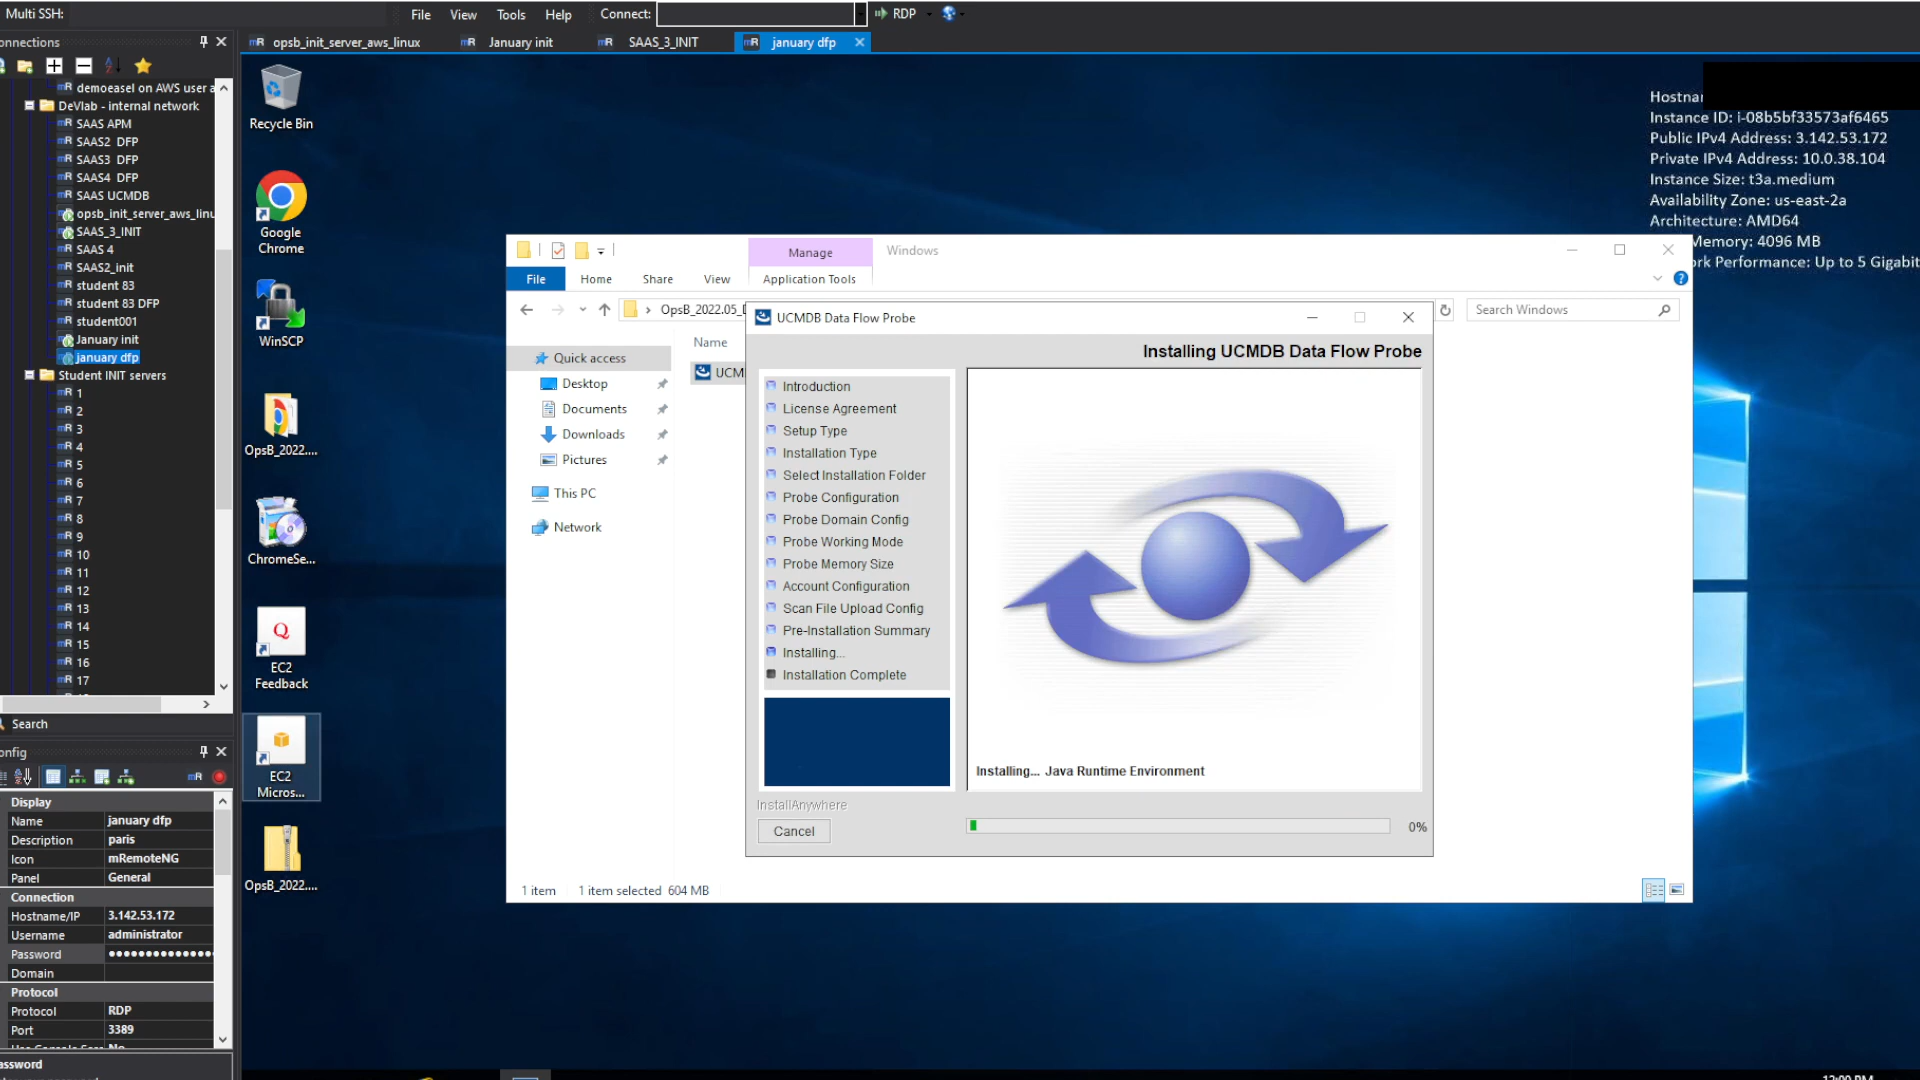 Multi SSH:
File View Tools Help Connect: RDP
onnections
opsb_init_server_aws_linux
January init
SAAS_3_INIT
january dfp
demoeasel on AWS user a
DeVlab - internal network
SAAS APM
SAAS2 DFP
SAAS3 DFP
SAAS4 DFP
SAAS UCMDB
opsb_init_server_aws_linu
SAAS_3_INIT
SAAS 4
SAAS2_init
student 83
student 83 DFP
student001
January init
january dfp
Student INIT servers
1
2
3
4
5
6
7
8
9
10
11
12
13
14
15
16
17
Search
onfig
Display
Name january dfp
Description paris
Icon mRemoteNG
Panel General
Connection
Hostname/IP 3.142.53.172
Username administrator
Password ●●●●●●●●●●●●●●●
Domain
Protocol
Protocol RDP
Port 3389
assword
Recycle Bin
Google
Chrome
WinSCP
OpsB_2022....
ChromeSe...
EC2
Feedback
EC2
Micros...
OpsB_2022....
Hostnar
Instance ID: i-08b5bf33573af6465
Public IPv4 Address: 3.142.53.172
Private IPv4 Address: 10.0.38.104
Instance Size: t3a.medium
Availability Zone: us-east-2a
Architecture: AMD64
Memory: 4096 MB
rk Performance: Up to 5 Gigabit
Manage
Windows
File Home Share View Application Tools
OpsB_2022.05_D
Search Windows
Name
UCM
Quick access
Desktop
Documents
Downloads
Pictures
This PC
Network
1 item 1 item selected 604 MB
UCMDB Data Flow Probe
Installing UCMDB Data Flow Probe
Introduction
License Agreement
Setup Type
Installation Type
Select Installation Folder
Probe Configuration
Probe Domain Config
Probe Working Mode
Probe Memory Size
Account Configuration
Scan File Upload Config
Pre-Installation Summary
Installing...
Installation Complete
Installing... Java Runtime Environment
InstallAnywhere
Cancel
0%